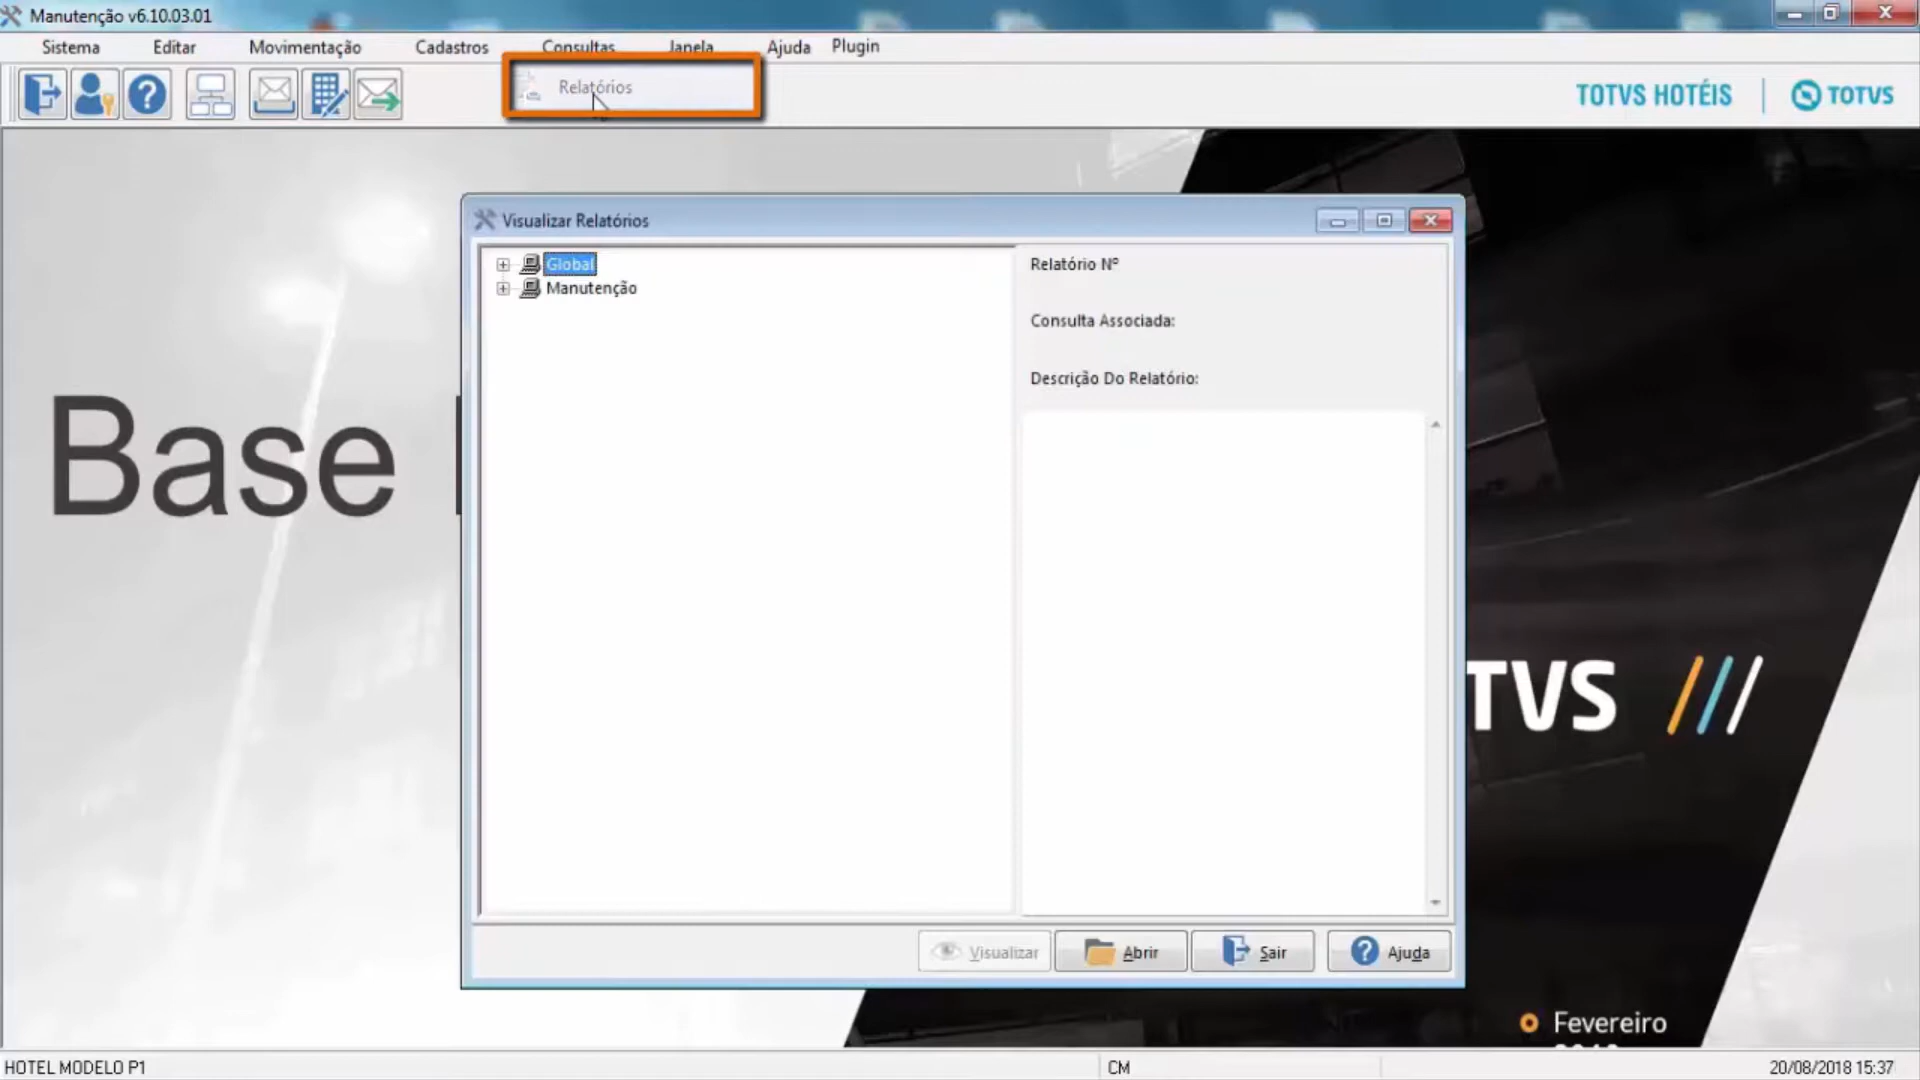 Manutenção v6.10.03.01
Sistema Editar Movimentação Cadastros Consultas Janela Ajuda Plugin
Relatórios
TOTVS HOTÉIS TOTVS
Visualizar Relatórios
Global
Manutenção
Relatório Nº
Consulta Associada:
Descrição Do Relatório:
Base
TVS
Visualizar Abrir Sair Ajuda
Fevereiro
HOTEL MODELO P1 CM 20/08/2018 15:37